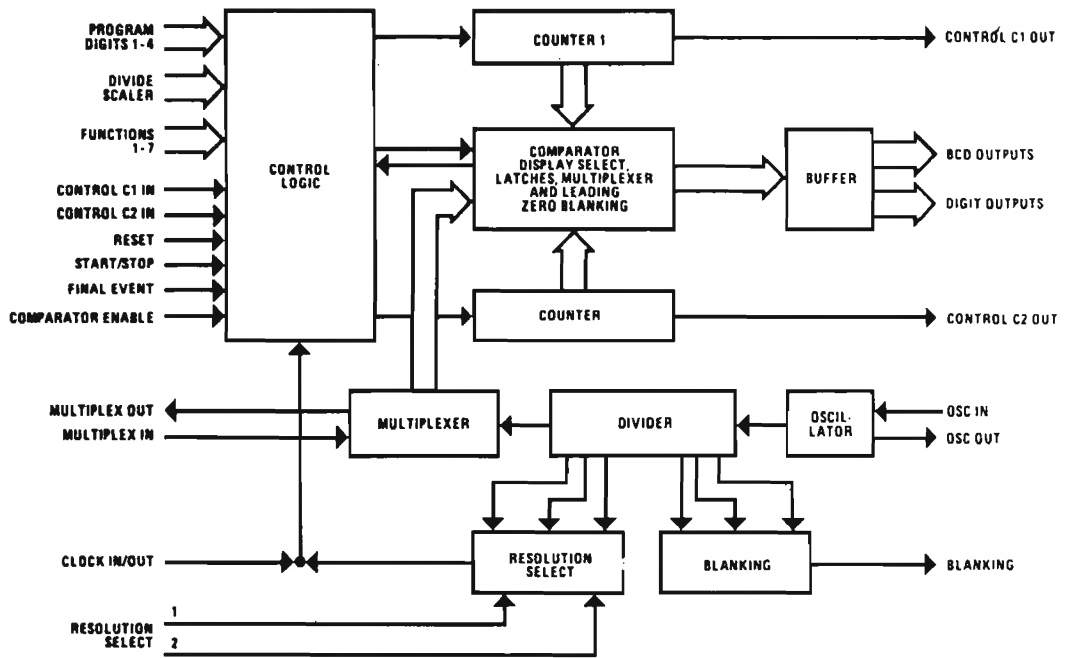 PROGRAM
DIGITS 1-4
DIVIDE
SCALER
FUNCTIONS
1-7
CONTROL C1 IN
CONTROL C2 IN
RESET
START/STOP
FINAL EVENT
COMPARATOR ENABLE
CONTROL
LOGIC
COUNTER 1
CONTROL C1 OUT
COMPARATOR
DISPLAY SELECT,
LATCHES, MULTIPLEXER
AND LEADING
ZERO BLANKING
BUFFER
BCD OUTPUTS
DIGIT OUTPUTS
COUNTER
CONTROL C2 OUT
MULTIPLEX OUT
MULTIPLEX IN
MULTIPLEXER
DIVIDER
OSCIL-
LATOR
OSC IN
OSC OUT
CLOCK IN/OUT
RESOLUTION
SELECT
BLANKING
BLANKING
RESOLUTION
SELECT
1
2